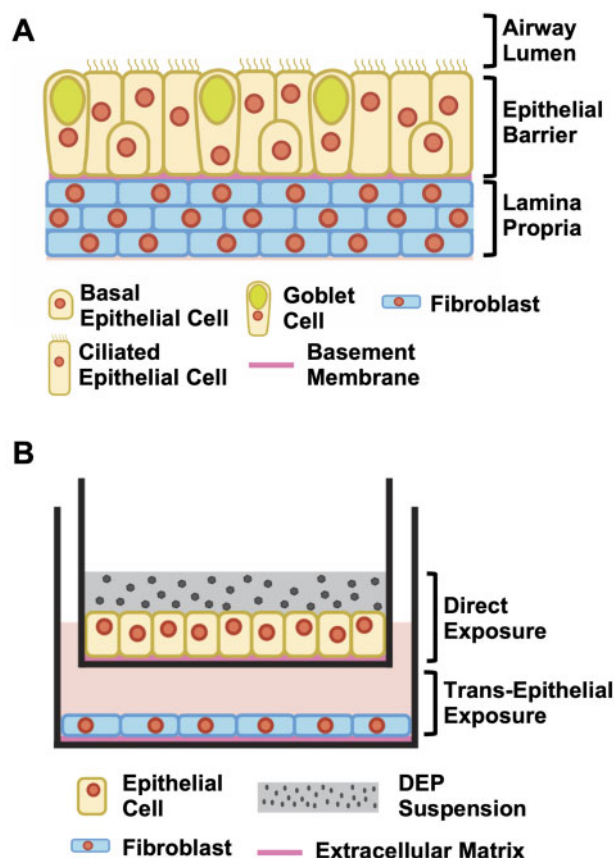 A
Airway
Lumen
Epithelial
Barrier
Lamina
Propria
Basal
Epithelial Cell
Goblet
Cell
Fibroblast
Ciliated
Epithelial Cell
Basement
Membrane
B
Direct
Exposure
Trans-Epithelial
Exposure
Epithelial
Cell
DEP
Suspension
Fibroblast
Extracellular Matrix